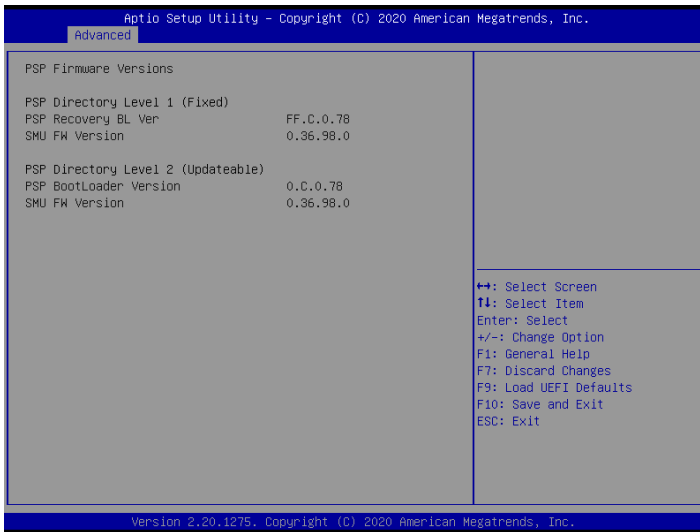 Aptio Setup Utility – Copyright (C) 2020 American Megatrends, Inc.
Advanced
PSP Firmware Versions
PSP Directory Level 1 (Fixed)
PSP Recovery BL Ver FF.C.0.78
SMU FW Version 0.36.98.0
PSP Directory Level 2 (Updateable)
PSP BootLoader Version 0.C.0.78
SMU FW Version 0.36.98.0
↔: Select Screen
↑↓: Select Item
Enter: Select
+/-: Change Option
F1: General Help
F7: Discard Changes
F9: Load UEFI Defaults
F10: Save and Exit
ESC: Exit
Version 2.20.1275. Copyright (C) 2020 American Megatrends, Inc.